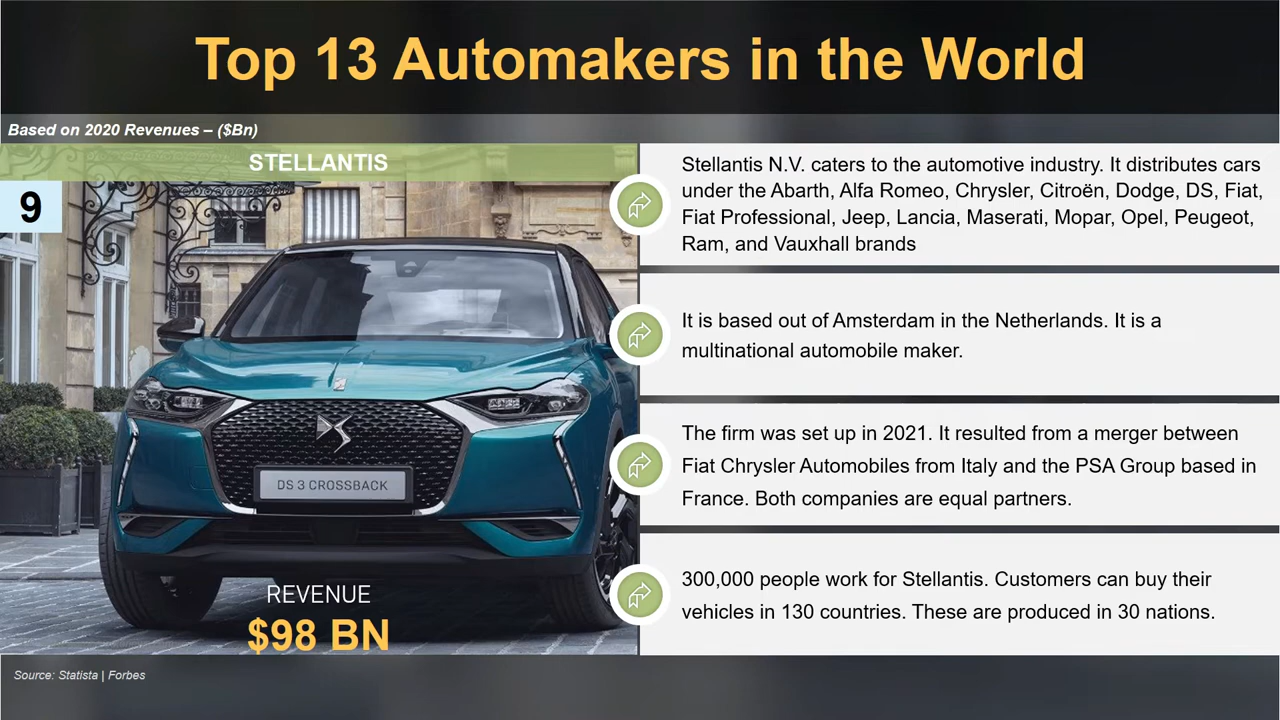 Top 13 Automakers in the World
Based on 2020 Revenues – ($Bn)
STELLANTIS
9
DS 3 CROSSBACK
REVENUE
$98 BN
Stellantis N.V. caters to the automotive industry. It distributes cars
under the Abarth, Alfa Romeo, Chrysler, Citroën, Dodge, DS, Fiat,
Fiat Professional, Jeep, Lancia, Maserati, Mopar, Opel, Peugeot,
Ram, and Vauxhall brands
It is based out of Amsterdam in the Netherlands. It is a
multinational automobile maker.
The firm was set up in 2021. It resulted from a merger between
Fiat Chrysler Automobiles from Italy and the PSA Group based in
France. Both companies are equal partners.
300,000 people work for Stellantis. Customers can buy their
vehicles in 130 countries. These are produced in 30 nations.
Source: Statista | Forbes